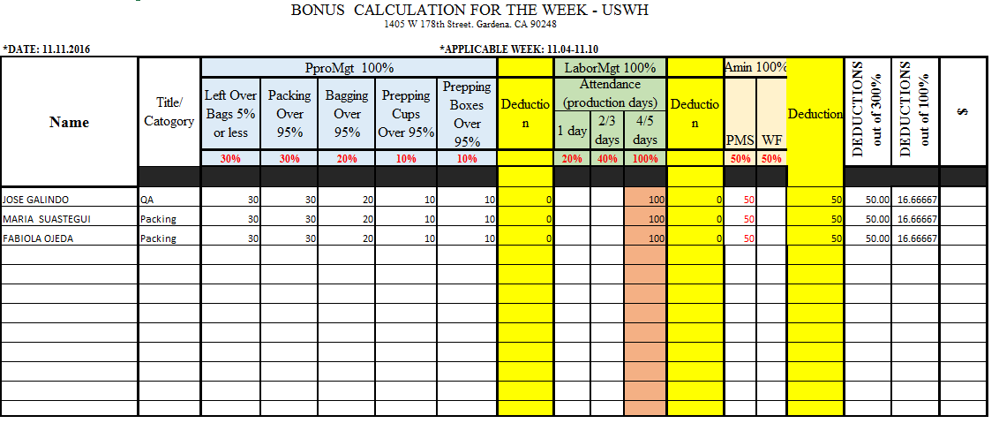 BONUS CALCULATION FOR THE WEEK - USWH
1405 W 178th Street. Gardena. CA 90248
*DATE: 11.11.2016 *APPLICABLE WEEK: 11.04-11.10
Name
Title/
Catogory
PproMgt 100%
Left Over
Bags 5%
or less
Packing
Over
95%
Bagging
Over
95%
Prepping
Cups
Over 95%
Prepping
Boxes
Over
95%
Deductio
n
LaborMgt 100%
Attendance
(production days)
1 day
2/3
days
4/5
days
Deductio
n
Amin 100%
PMS WF
Deduction
DEDUCTIONS
out of 300%
DEDUCTIONS
out of 100%
$
30% 30% 20% 10% 10% 20% 40% 100% 50% 50%
JOSE GALINDO QA 30 30 20 10 10 0 100 0 50 50 50.00 16.66667
MARIA SUASTEGUI Packing 30 30 20 10 10 0 100 0 50 50 50.00 16.66667
FABIOLA OJEDA Packing 30 30 20 10 10 0 100 0 50 50 50.00 16.66667